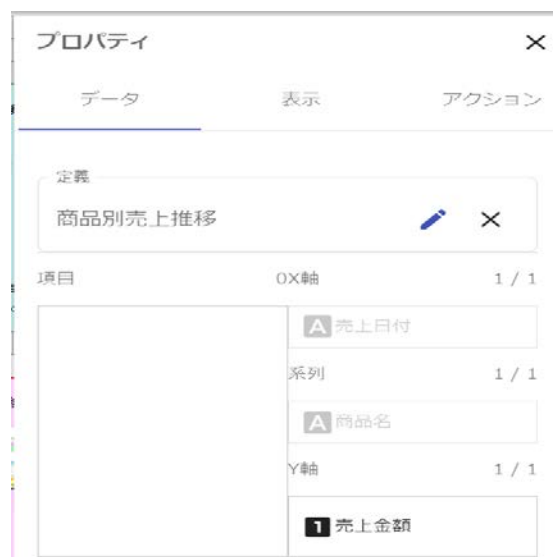 プロパティ ×
データ 表示 アクション
定義
商品別売上推移 ×
項目 0 X軸 1 / 1
A 売上日付
系列 1 / 1
A 商品名
Y軸 1 / 1
1 売上金額